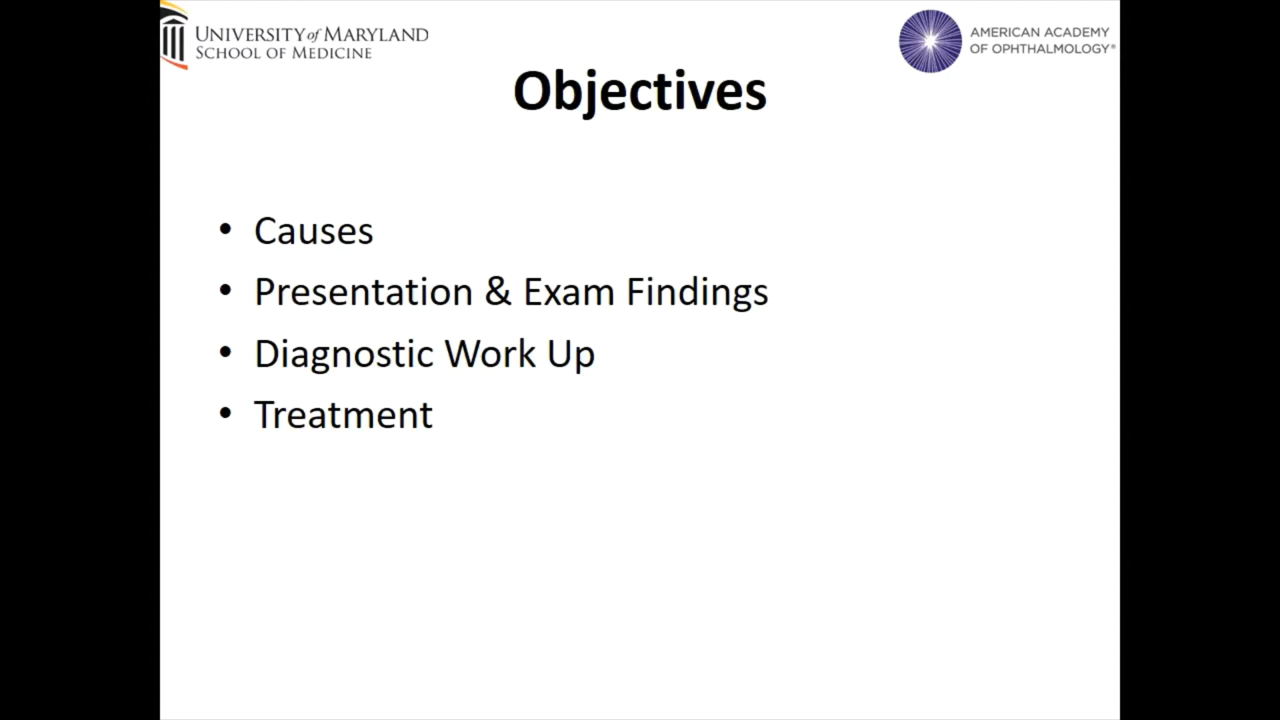 UNIVERSITY of MARYLAND
SCHOOL OF MEDICINE
AMERICAN ACADEMY
OF OPHTHALMOLOGY®
Objectives
• Causes
• Presentation & Exam Findings
• Diagnostic Work Up
• Treatment